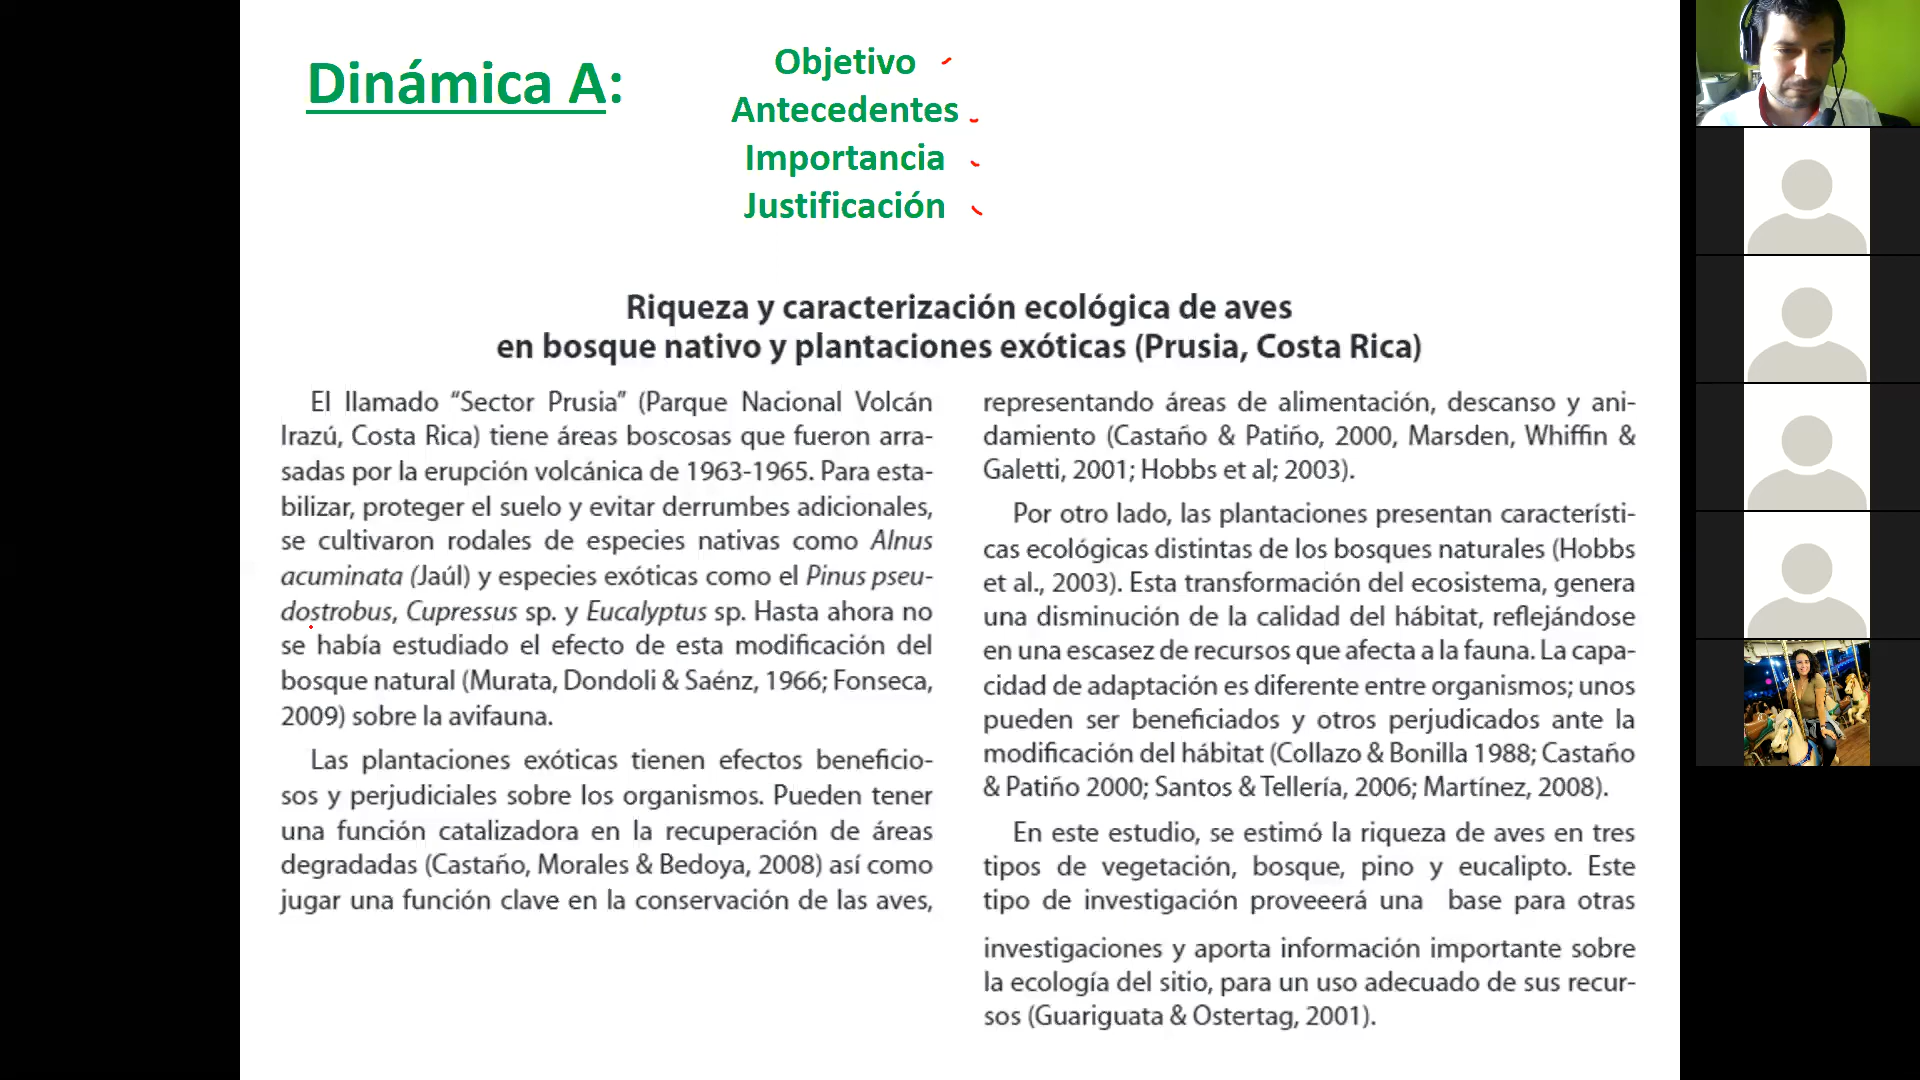 Dinámica A:
Objetivo
Antecedentes
Importancia
Justificación
Riqueza y caracterización ecológica de aves
en bosque nativo y plantaciones exóticas (Prusia, Costa Rica)
El llamado “Sector Prusia” (Parque Nacional Volcán
Irazú, Costa Rica) tiene áreas boscosas que fueron arra-
sadas por la erupción volcánica de 1963-1965. Para esta-
bilizar, proteger el suelo y evitar derrumbes adicionales,
se cultivaron rodales de especies nativas como Alnus
acuminata (Jaúl) y especies exóticas como el Pinus pseu-
dostrobus, Cupressus sp. y Eucalyptus sp. Hasta ahora no
se había estudiado el efecto de esta modificación del
bosque natural (Murata, Dondoli & Saénz, 1966; Fonseca,
2009) sobre la avifauna.
Las plantaciones exóticas tienen efectos beneficio-
sos y perjudiciales sobre los organismos. Pueden tener
una función catalizadora en la recuperación de áreas
degradadas (Castaño, Morales & Bedoya, 2008) así como
jugar una función clave en la conservación de las aves,
representando áreas de alimentación, descanso y ani-
damiento (Castaño & Patiño, 2000, Marsden, Whiffin &
Galetti, 2001; Hobbs et al; 2003).
Por otro lado, las plantaciones presentan característi-
cas ecológicas distintas de los bosques naturales (Hobbs
et al., 2003). Esta transformación del ecosistema, genera
una disminución de la calidad del hábitat, reflejándose
en una escasez de recursos que afecta a la fauna. La capa-
cidad de adaptación es diferente entre organismos; unos
pueden ser beneficiados y otros perjudicados ante la
modificación del hábitat (Collazo & Bonilla 1988; Castaño
& Patiño 2000; Santos & Tellería, 2006; Martínez, 2008).
En este estudio, se estimó la riqueza de aves en tres
tipos de vegetación, bosque, pino y eucalipto. Este
tipo de investigación proveeerá una base para otras
investigaciones y aporta información importante sobre
la ecología del sitio, para un uso adecuado de sus recur-
sos (Guariguata & Ostertag, 2001).